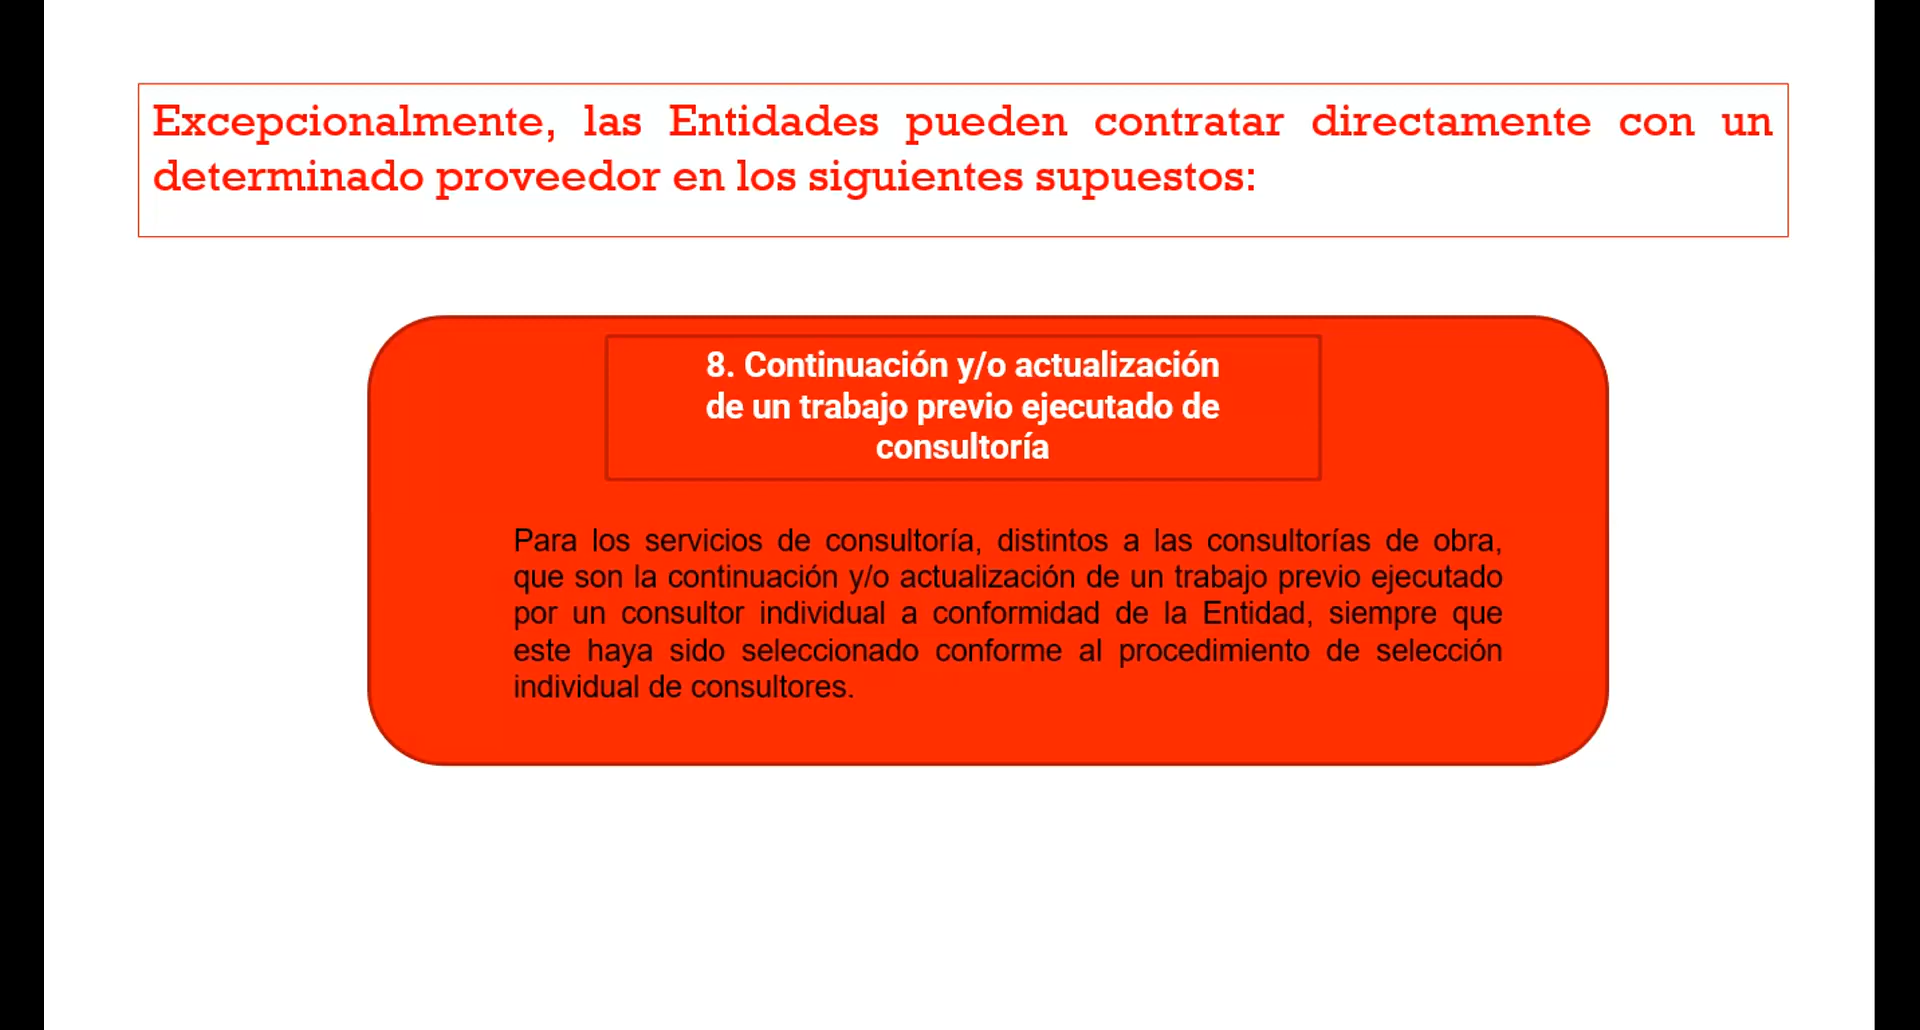 Excepcionalmente, las Entidades pueden contratar directamente con un
determinado proveedor en los siguientes supuestos:
8. Continuación y/o actualización
de un trabajo previo ejecutado de
consultoría
Para los servicios de consultoría, distintos a las consultorías de obra,
que son la continuación y/o actualización de un trabajo previo ejecutado
por un consultor individual a conformidad de la Entidad, siempre que
este haya sido seleccionado conforme al procedimiento de selección
individual de consultores.